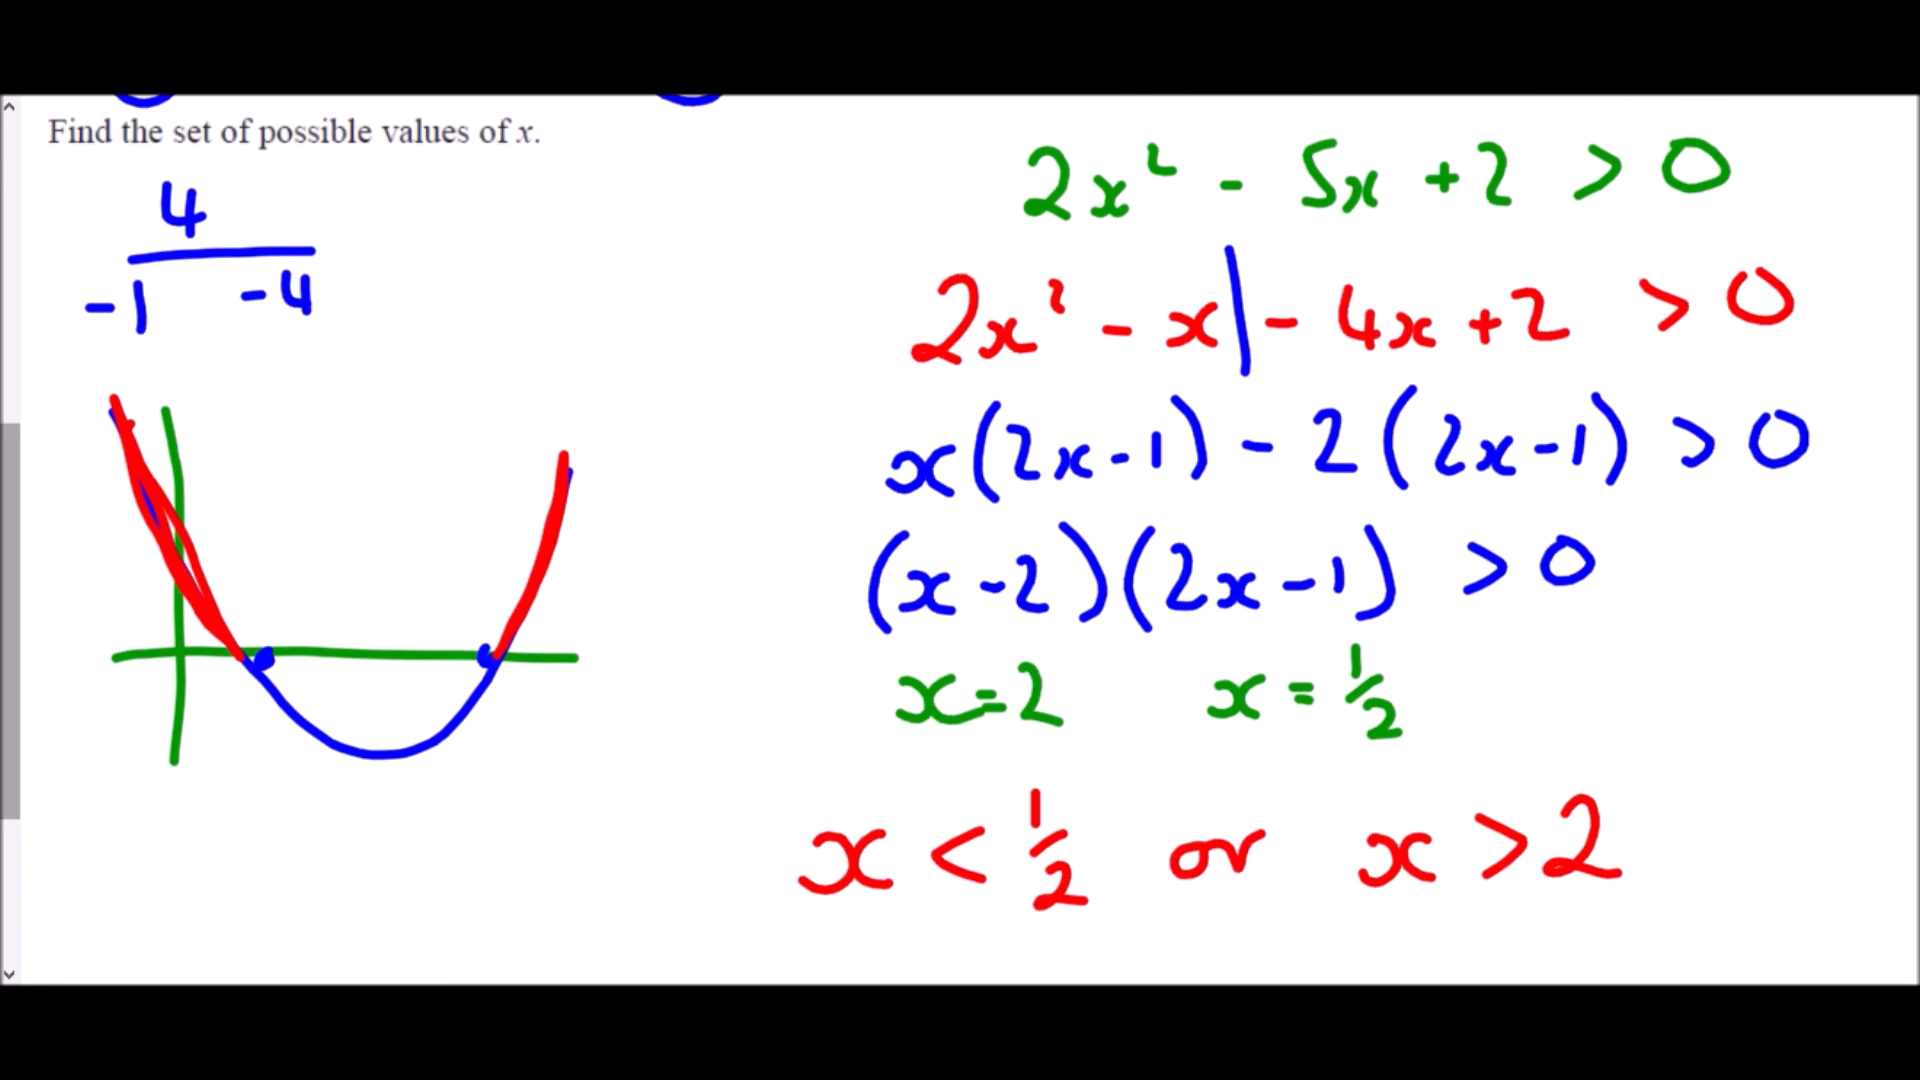 Find the set of possible values of x.
4
-1 -4
2x² - 5x + 2 > 0
2x² - x | - 4x + 2 > 0
x(2x-1) - 2(2x-1) > 0
(x-2)(2x-1) > 0
x=2 x = 1/2
x < 1/2 or x > 2